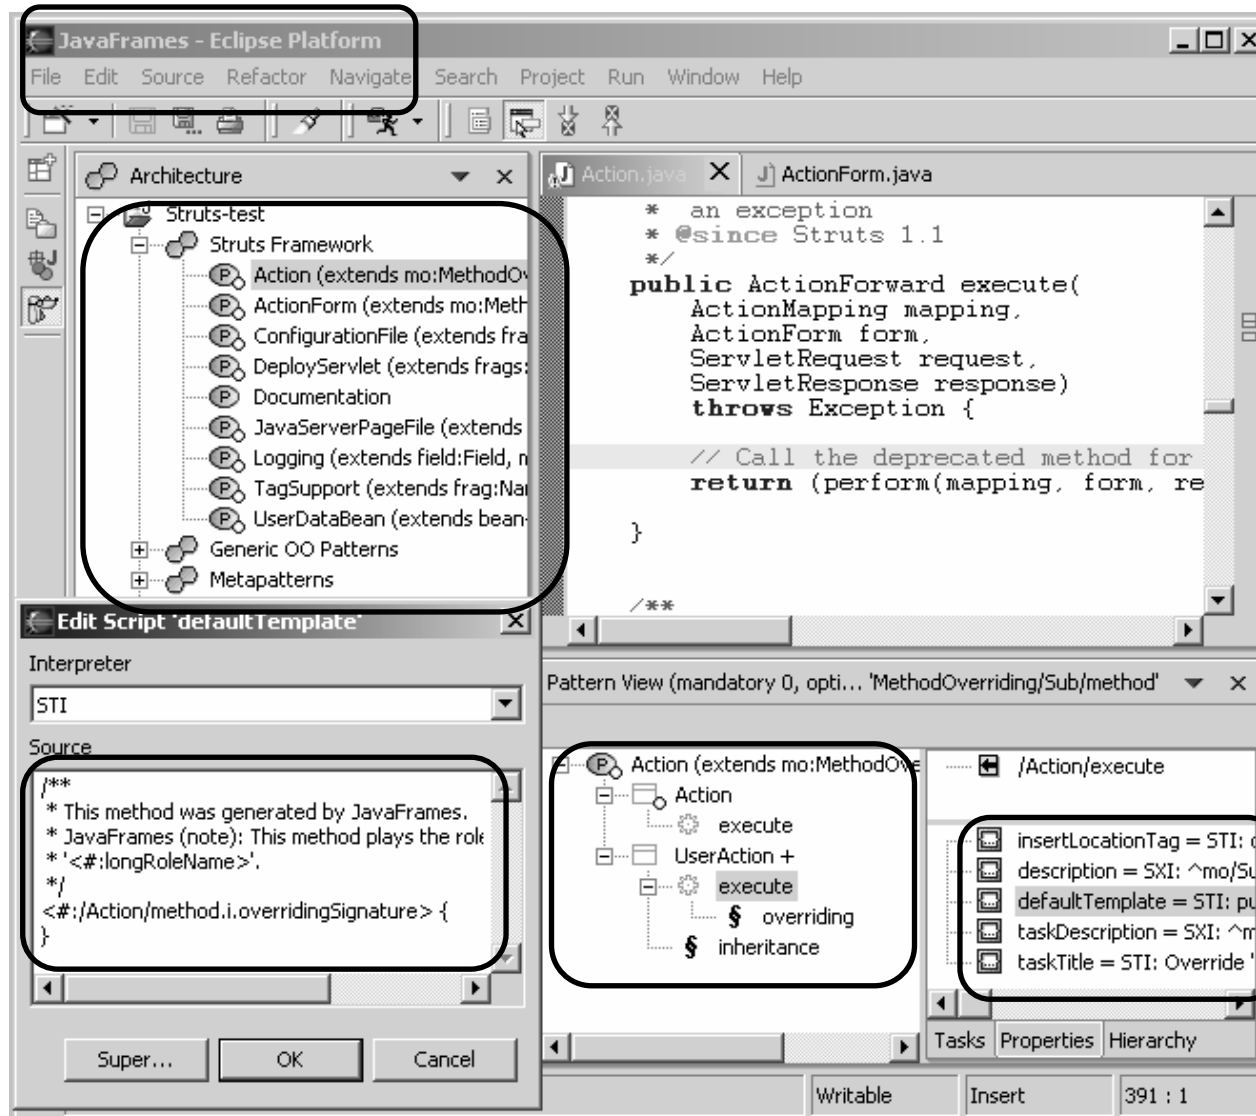 JavaFrames - Eclipse Platform
File Edit Source Refactor Navigate Search Project Run Window Help
Architecture
Struts-test
Struts Framework
Action (extends mo:MethodOv
ActionForm (extends mo:Meth
ConfigurationFile (extends fra
DeployServlet (extends frags:
Documentation
JavaServerPageFile (extends
Logging (extends field:Field, m
TagSupport (extends frag:Nar
UserDataBean (extends bean-
Generic OO Patterns
Metapatterns
Action.java ActionForm.java
* an exception
* @since Struts 1.1
*/
public ActionForward execute(
ActionMapping mapping,
ActionForm form,
ServletRequest request,
ServletResponse response)
throws Exception {
// Call the deprecated method for
return (perform(mapping, form, re
}
/**
Edit Script 'defaultTemplate'
Interpreter
STI
Source
/**
* This method was generated by JavaFrames.
* JavaFrames (note): This method plays the role
* '<#:longRoleName>'.
*/
<#:/Action/method.i.overridingSignature> {
}
Super... OK Cancel
Pattern View (mandatory 0, opti... 'MethodOverriding/Sub/method'
Action (extends mo:MethodOve
Action
execute
UserAction +
execute
§ overriding
§ inheritance
/Action/execute
insertLocationTag = STI:
description = SXI: ^mo/Su
defaultTemplate = STI: pu
taskDescription = SXI: ^m
taskTitle = STI: Override '
Tasks Properties Hierarchy
Writable Insert 391 : 1